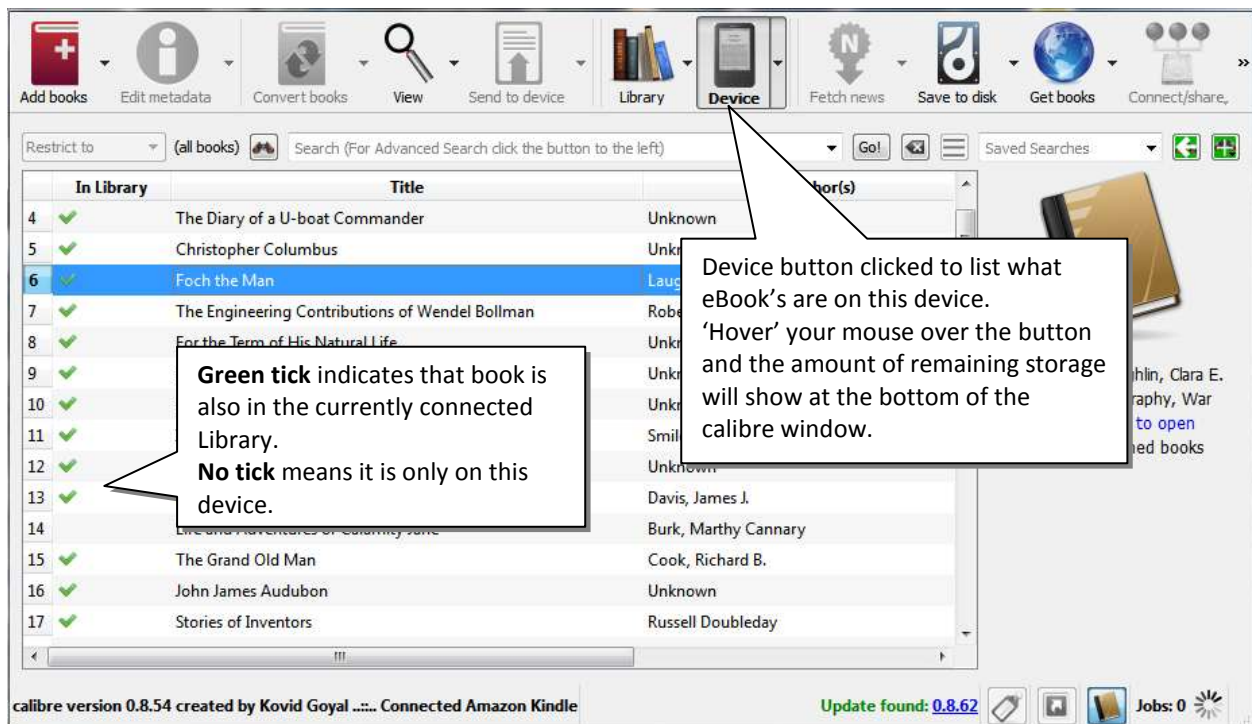 Add books Edit metadata Convert books View Send to device Library Device Fetch news Save to disk Get books Connect/share, »
Restrict to (all books) Search (For Advanced Search click the button to the left) Go! Saved Searches
In Library Title hor(s)
4 The Diary of a U-boat Commander Unknown
5 Christopher Columbus
6 Foch the Man
7 The Engineering Contributions of Wendel Bollman
8 For the Term of His Natural Life
9
10
11
12 Unknown
13 Davis, James J.
14 Life and Adventures of Calamity Jane Burk, Marthy Cannary
15 The Grand Old Man Cook, Richard B.
16 John James Audubon Unknown
17 Stories of Inventors Russell Doubleday
Device button clicked to list what
eBook's are on this device.
‘Hover’ your mouse over the button
and the amount of remaining storage
will show at the bottom of the
calibre window.
Green tick indicates that book is
also in the currently connected
Library.
No tick means it is only on this
device.
hlin, Clara E.
raphy, War
to open
ned books
calibre version 0.8.54 created by Kovid Goyal ..::.. Connected Amazon Kindle Update found: 0.8.62 Jobs: 0